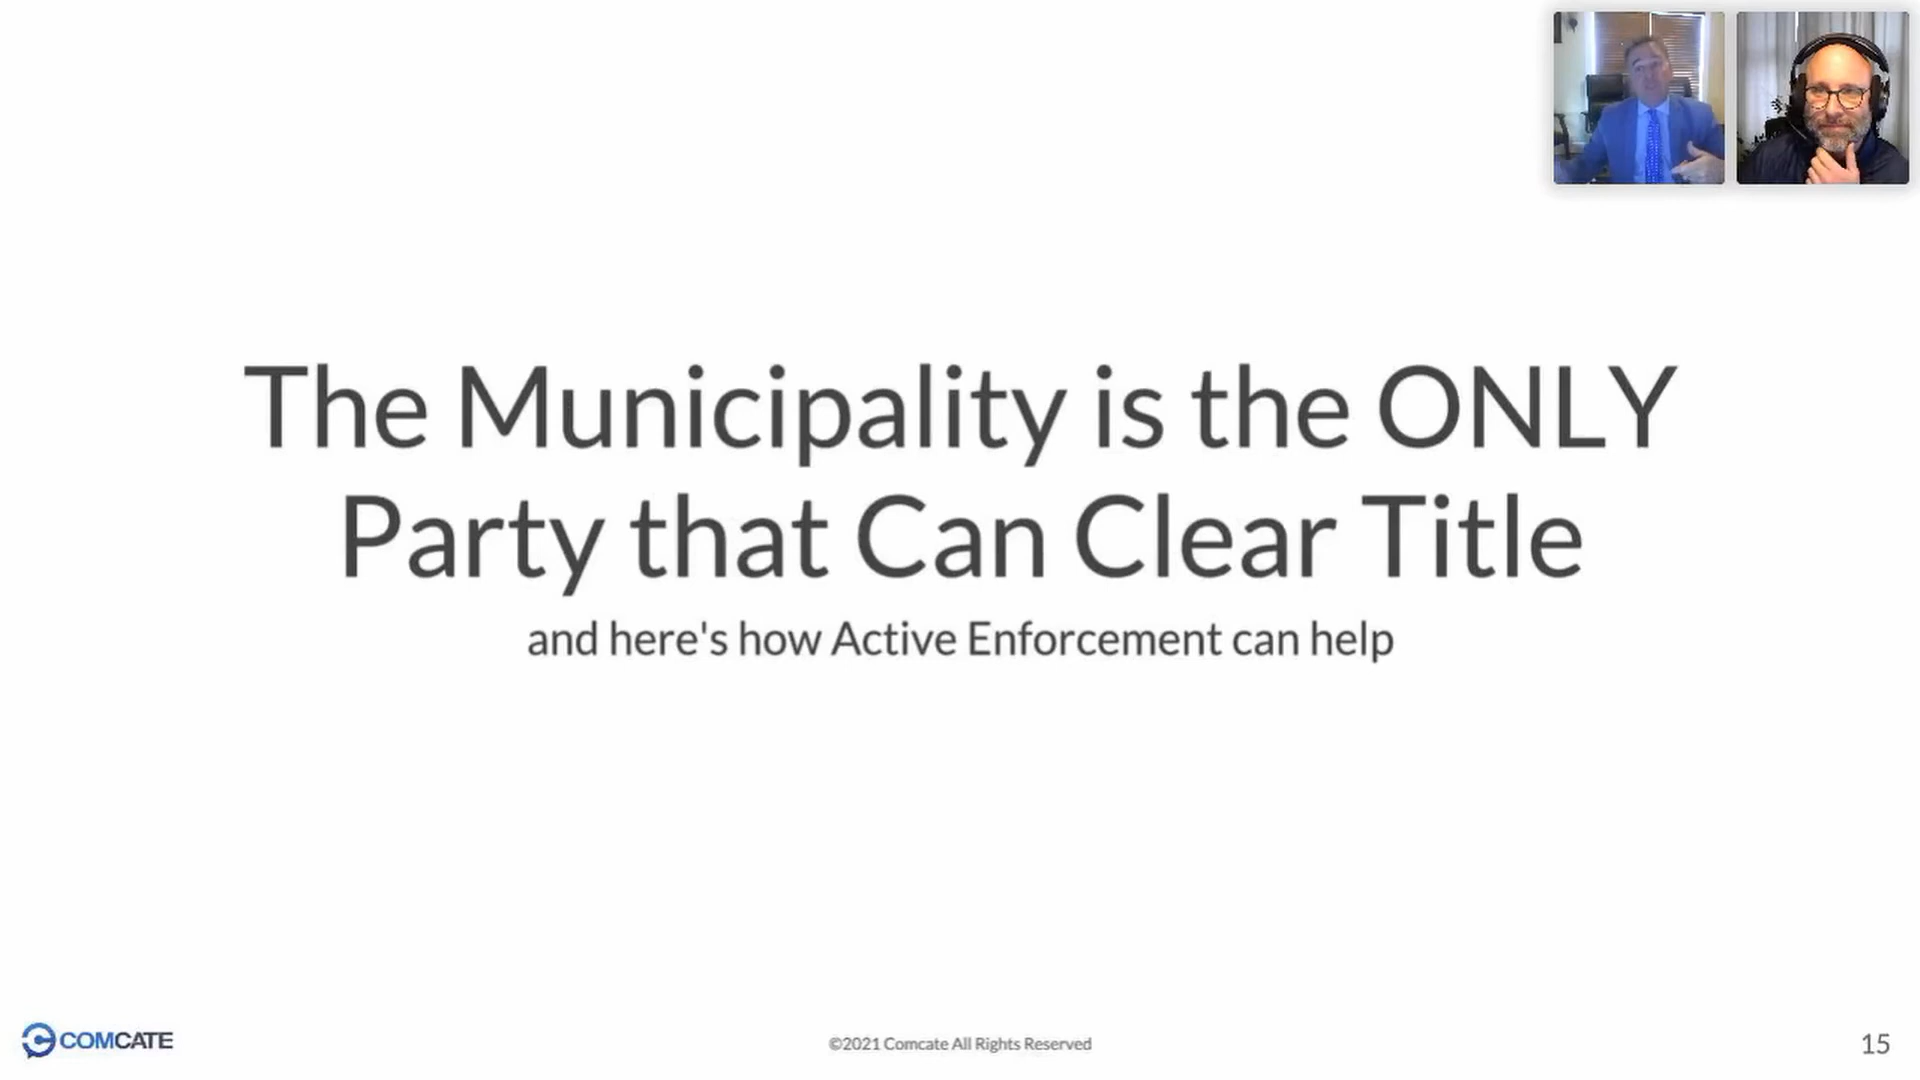 The Municipality is the ONLY
Party that Can Clear Title
and here's how Active Enforcement can help
COMCATE
©2021 Comcate All Rights Reserved
15